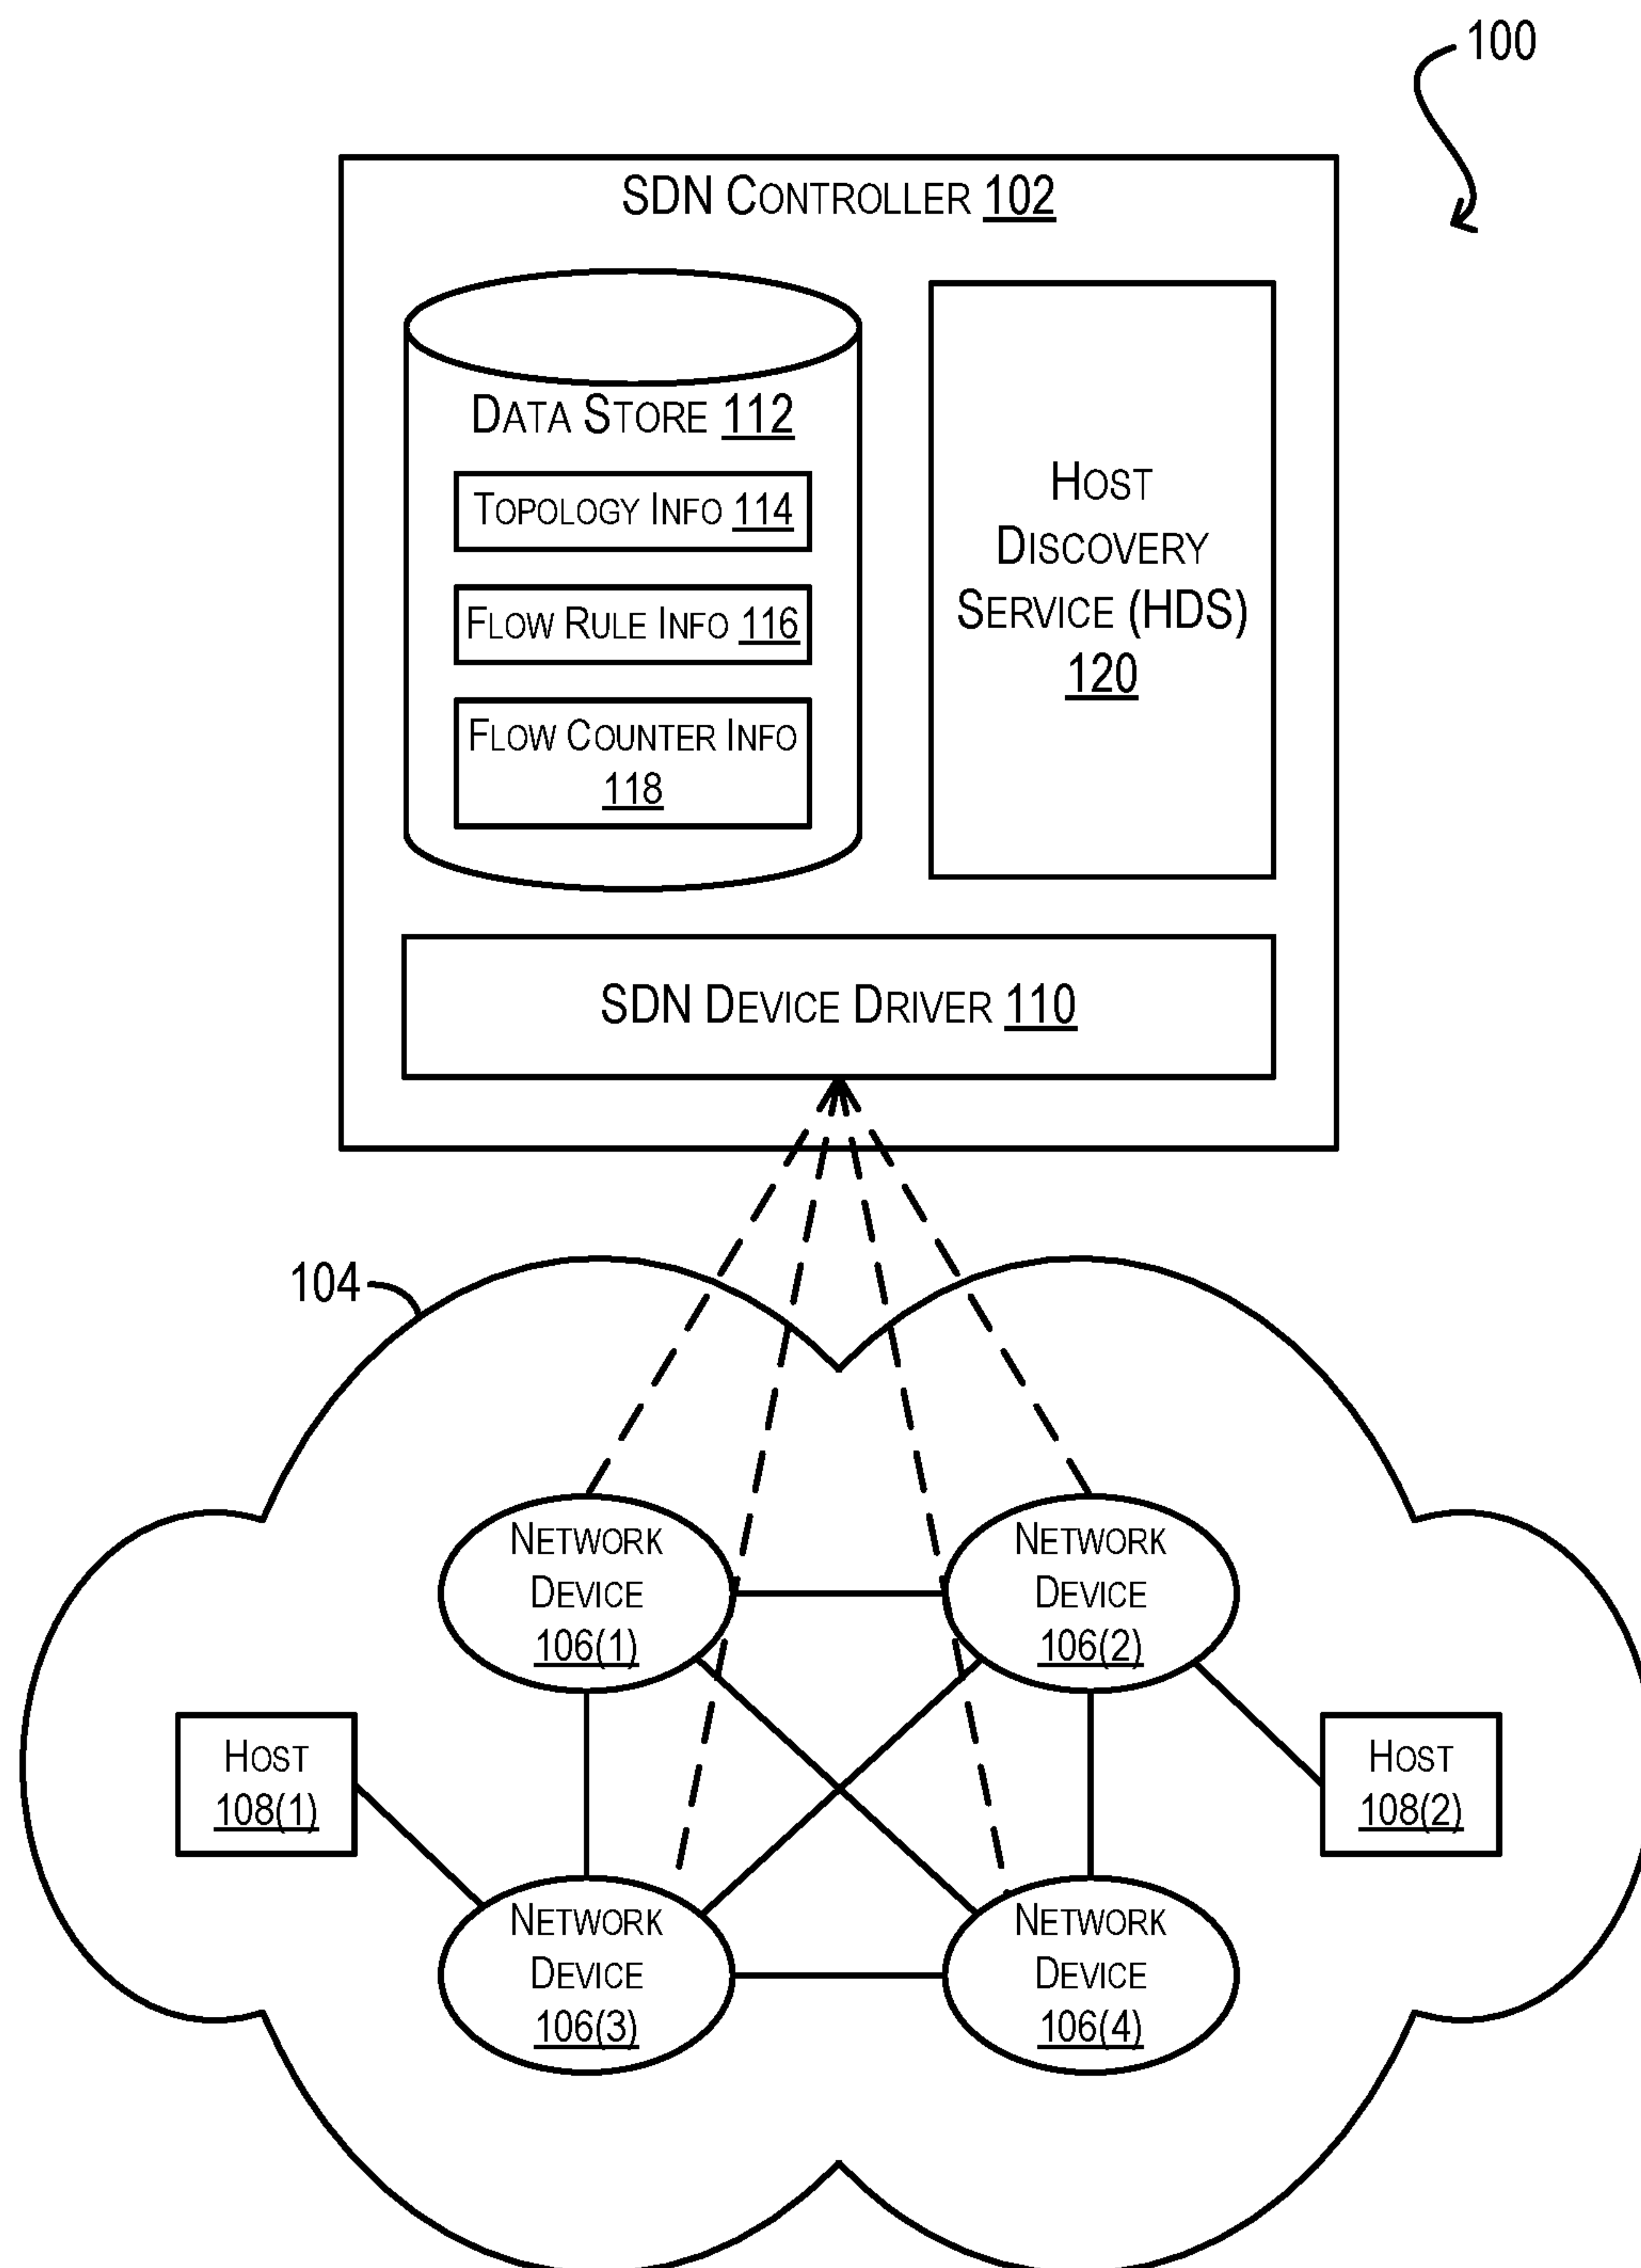 100
SDN CONTROLLER 102
DATA STORE 112
TOPOLOGY INFO 114
FLOW RULE INFO 116
FLOW COUNTER INFO
118
HOST
DISCOVERY
SERVICE (HDS)
120
SDN DEVICE DRIVER 110
104
NETWORK
DEVICE
106(1)
NETWORK
DEVICE
106(2)
HOST
108(1)
HOST
108(2)
NETWORK
DEVICE
106(3)
NETWORK
DEVICE
106(4)